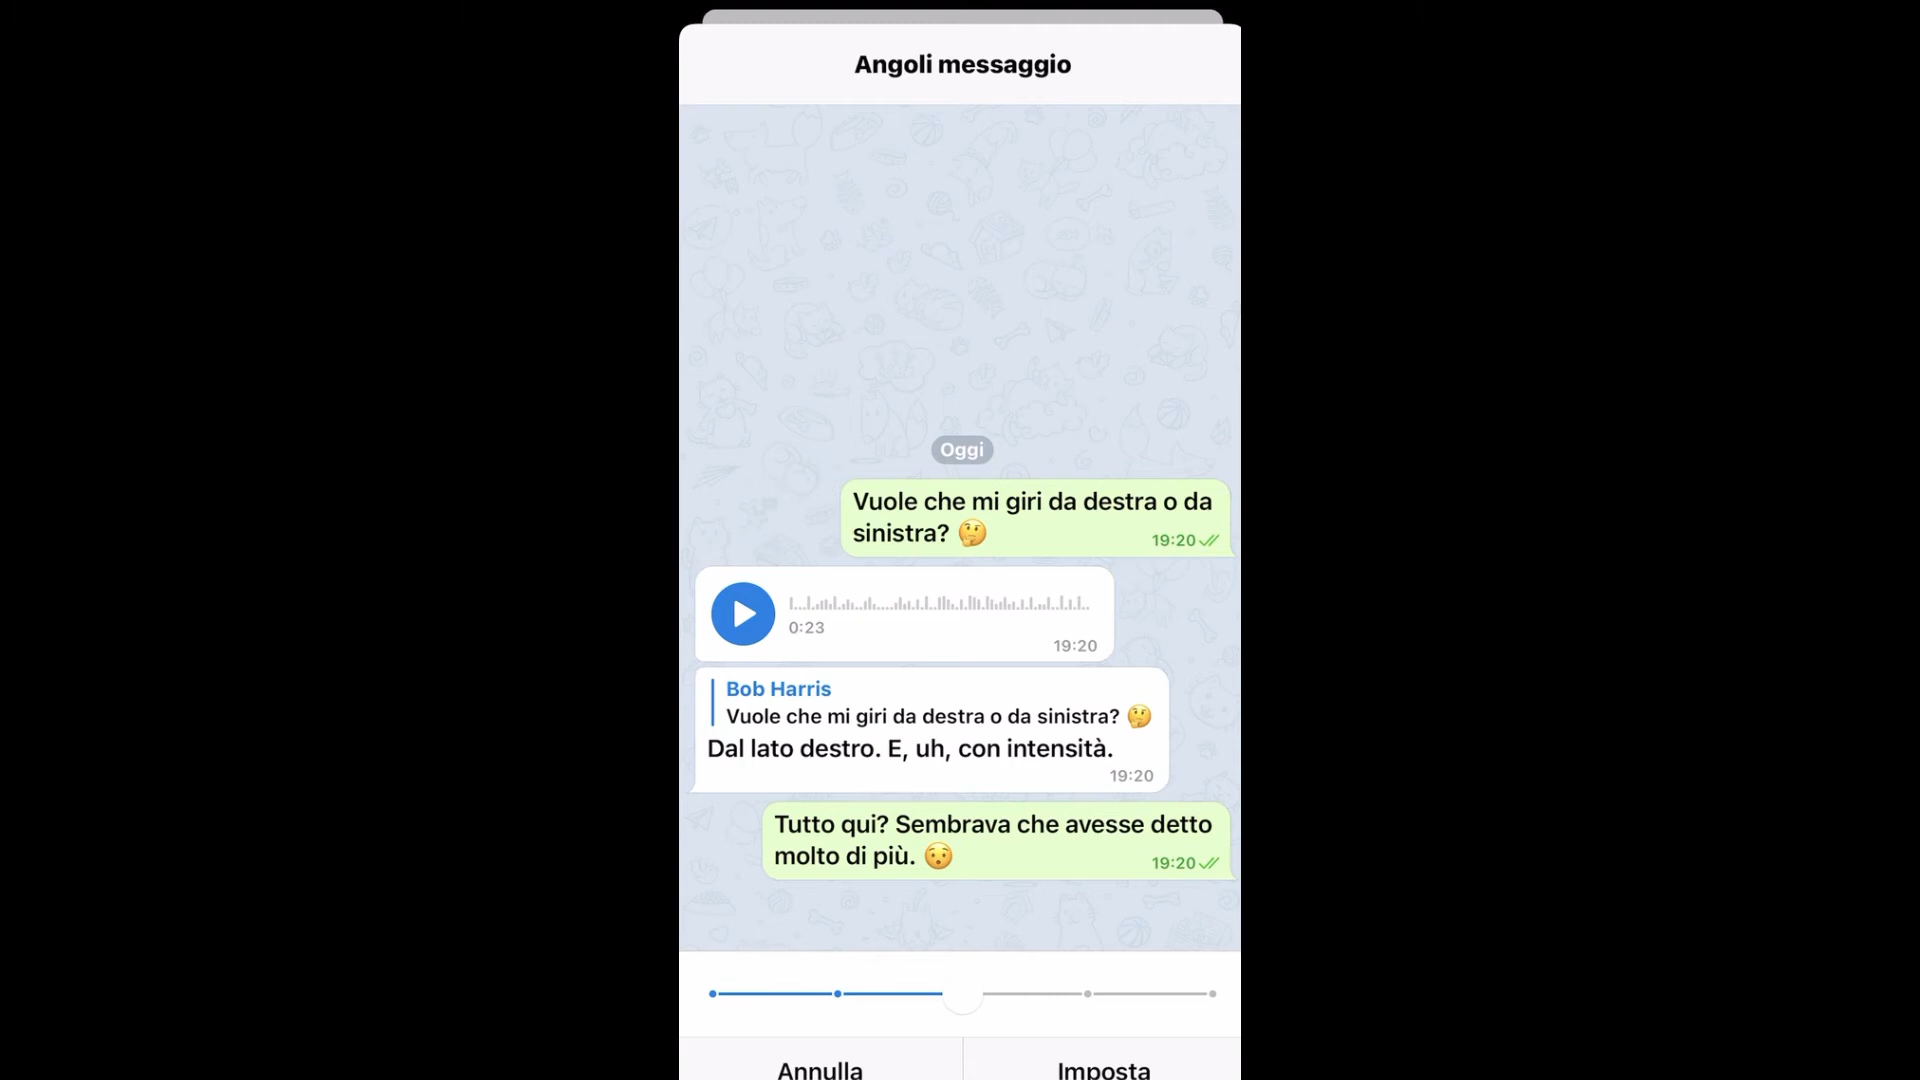 Angoli messaggio
Oggi
Vuole che mi giri da destra o da
sinistra? 🤔
19:20
0:23
19:20
Bob Harris
Vuole che mi giri da destra o da sinistra? 🤔
Dal lato destro. E, uh, con intensità.
19:20
Tutto qui? Sembrava che avesse detto
molto di più. 😯
19:20
Annulla
Imposta